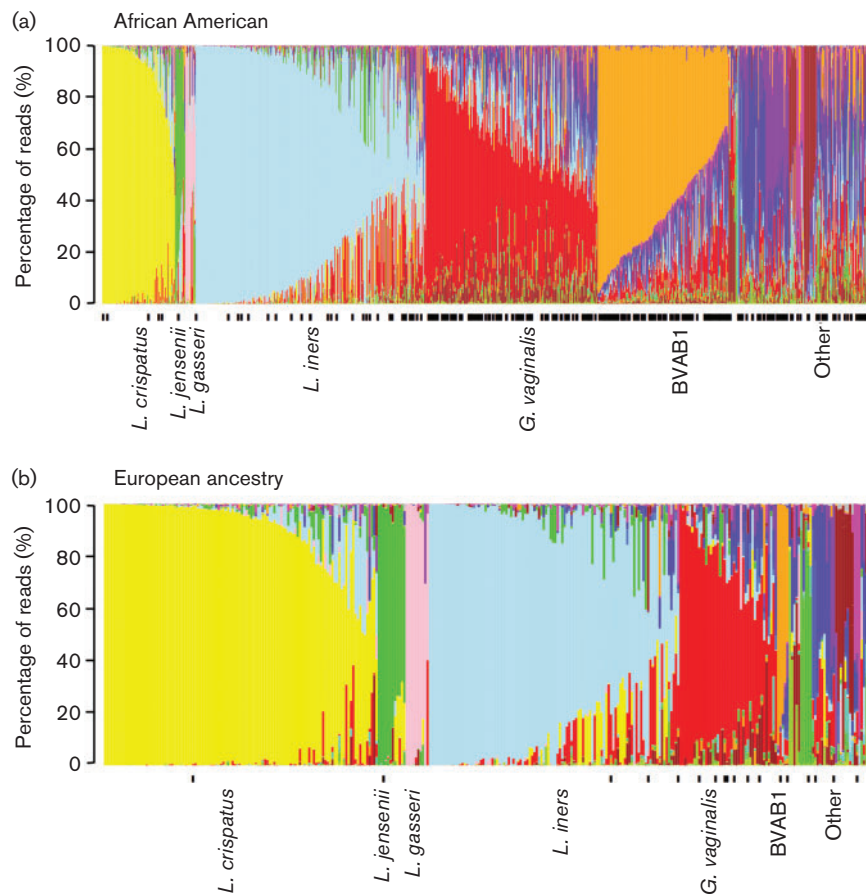 (a) African American
Percentage of reads (%)
100
80
60
40
20
0
L. crispatus
L. jensenii
L. gasseri
L. iners
G. vaginalis
BVAB1
Other
(b) European ancestry
Percentage of reads (%)
100
80
60
40
20
0
L. crispatus
L. jensenii
L. gasseri
L. iners
G. vaginalis
BVAB1
Other